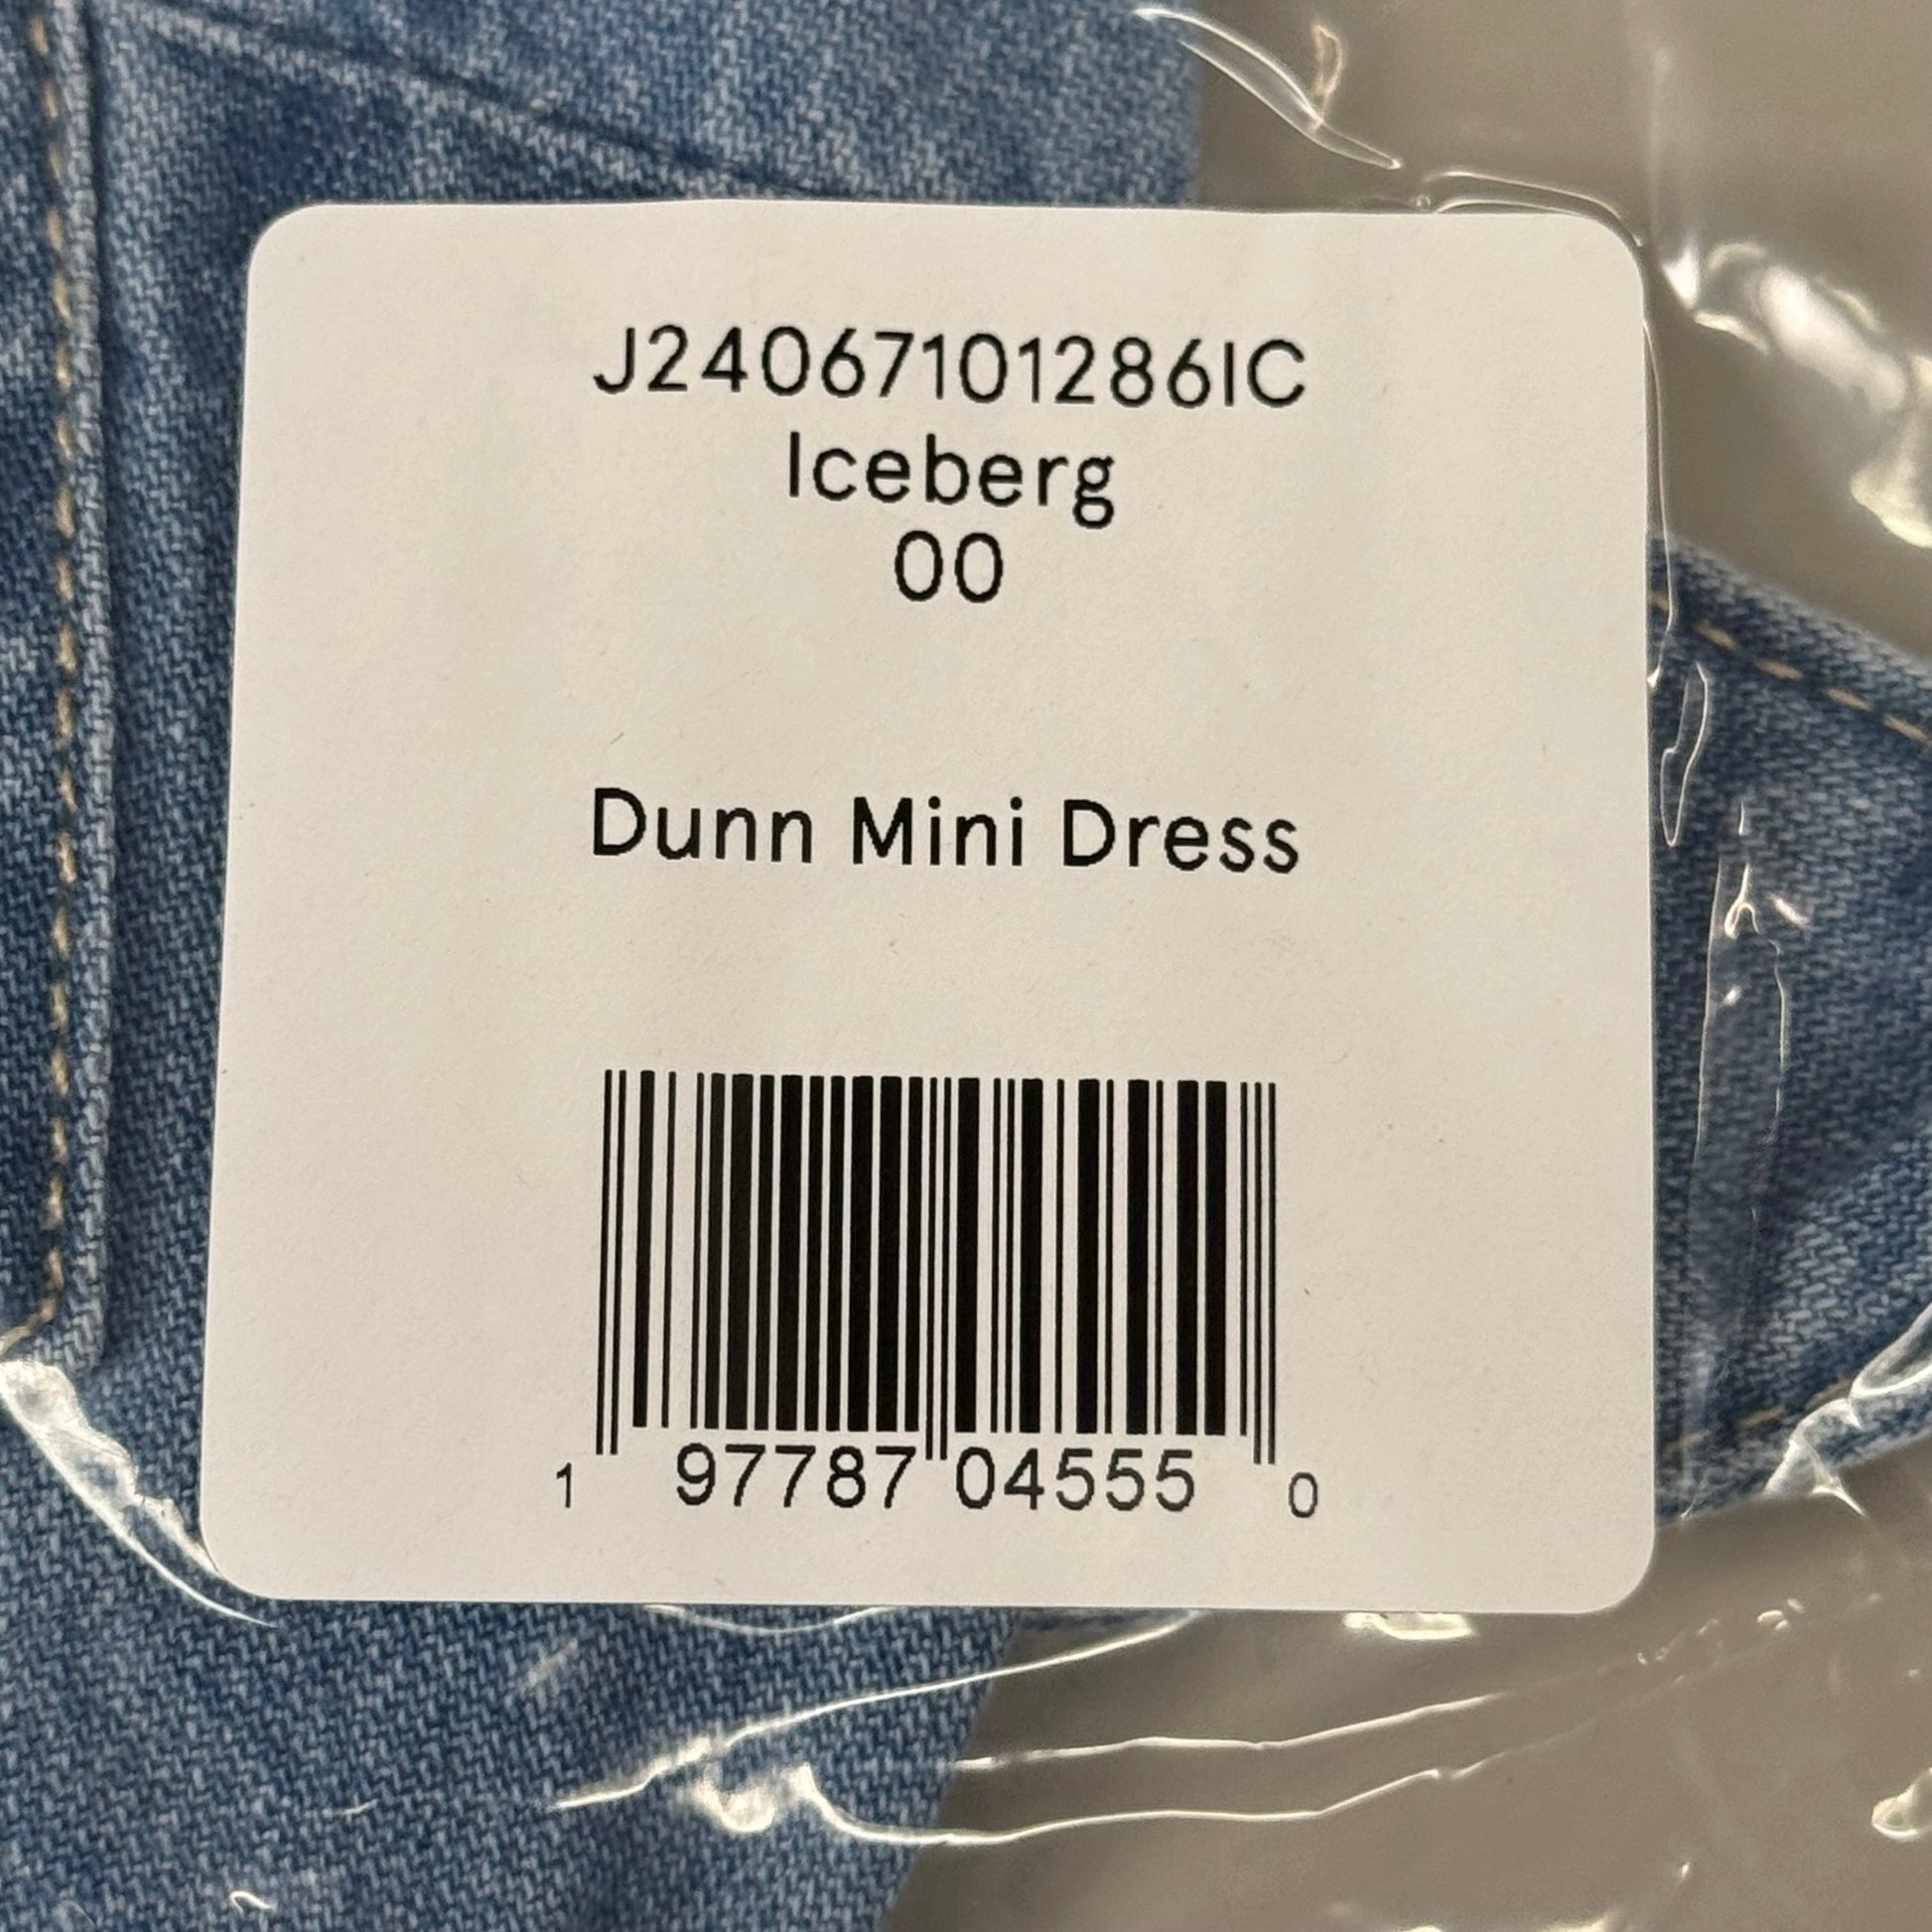 J24067101286IC
Iceberg
00
Dunn Mini Dress
1 97787 04555 0